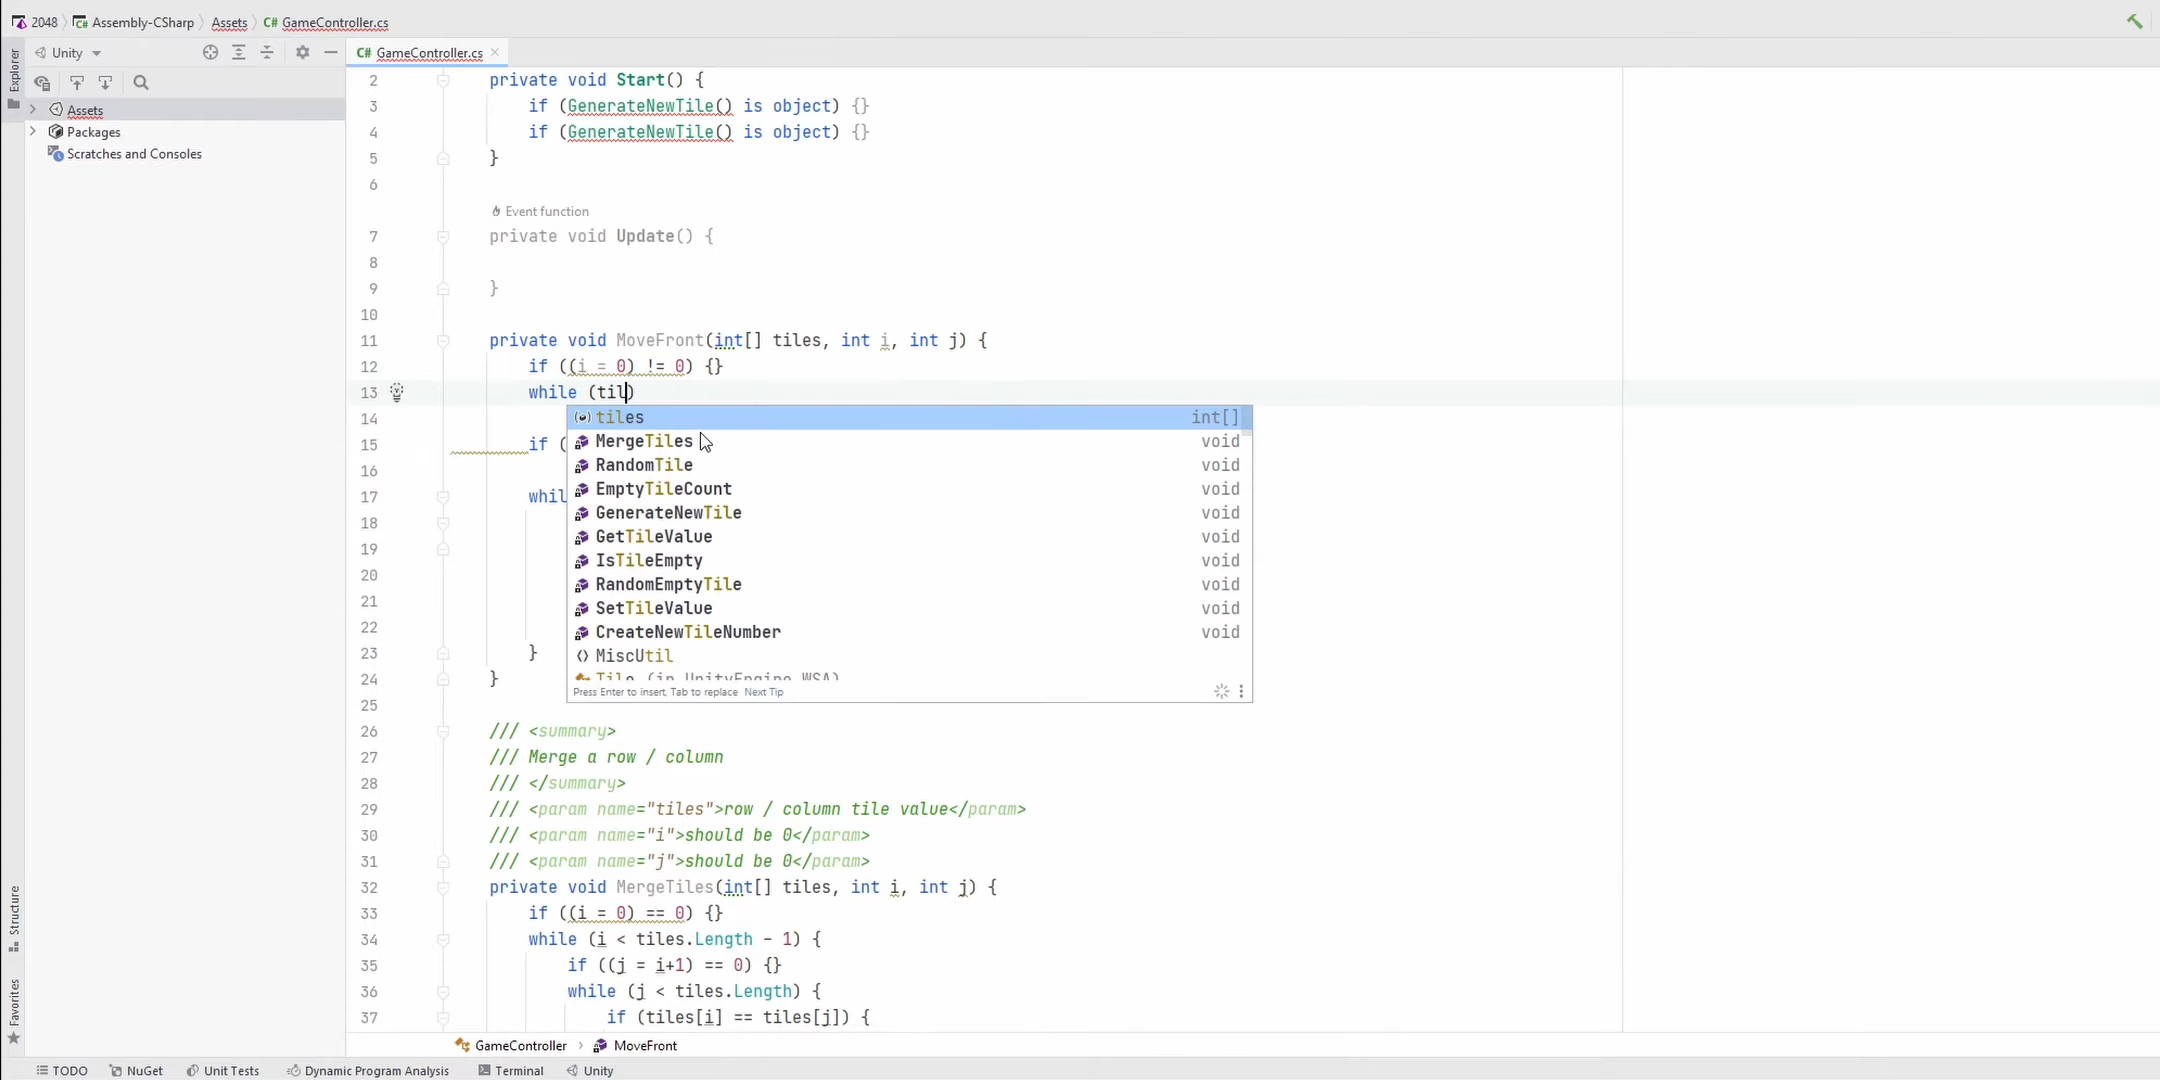 2048 Assembly-CSharp Assets C# GameController.cs
Explorer
Unity
C# GameController.cs
Assets
Packages
Scratches and Consoles
2 private void Start() {
3 if (GenerateNewTile() is object) {}
4 if (GenerateNewTile() is object) {}
5 }
6
Event function
7 private void Update() {
8
9 }
10
11 private void MoveFront(int[] tiles, int i, int j) {
12 if ((i = 0) != 0) {}
13 while (til)
14
15 if (
16
17 whil
18
19
20
21
22
23 }
24 }
25
tiles int[]
MergeTiles void
RandomTile void
EmptyTileCount void
GenerateNewTile void
GetTileValue void
IsTileEmpty void
RandomEmptyTile void
SetTileValue void
CreateNewTileNumber void
MiscUtil
Tile (in UnityEngine.WSA)
Press Enter to insert, Tab to replace Next Tip
26 /// <summary>
27 /// Merge a row / column
28 /// </summary>
29 /// <param name="tiles">row / column tile value</param>
30 /// <param name="i">should be 0</param>
31 /// <param name="j">should be 0</param>
32 private void MergeTiles(int[] tiles, int i, int j) {
33 if ((i = 0) == 0) {}
34 while (i < tiles.Length - 1) {
35 if ((j = i+1) == 0) {}
36 while (j < tiles.Length) {
37 if (tiles[i] == tiles[j]) {
Structure
Favorites
GameController MoveFront
TODO NuGet Unit Tests Dynamic Program Analysis Terminal Unity